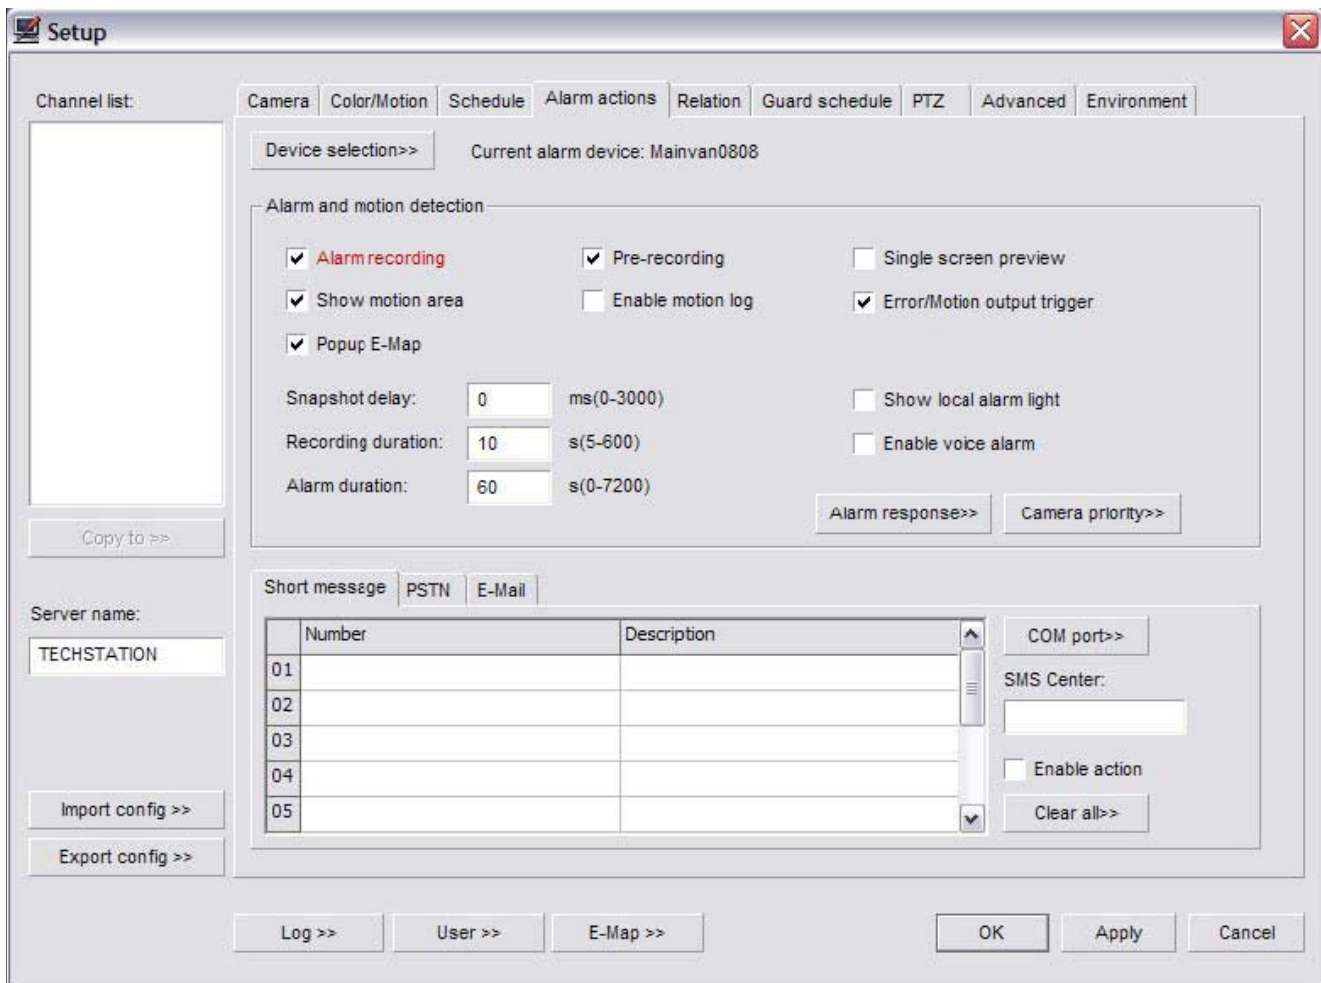 Setup
Channel list:
Camera Color/Motion Schedule Alarm actions Relation Guard schedule PTZ Advanced Environment
Device selection>> Current alarm device: Mainvan0808
Alarm and motion detection
Alarm recording Pre-recording Single screen preview
Show motion area Enable motion log Error/Motion output trigger
Popup E-Map
Snapshot delay: 0 ms(0-3000) Show local alarm light
Recording duration: 10 s(5-600) Enable voice alarm
Alarm duration: 60 s(0-7200)
Alarm response>> Camera priority>>
Copy to >>
Short message PSTN E-Mail
Server name:
TECHSTATION
Number Description
01
02
03
04
05
COM port>>
SMS Center:
Enable action
Clear all>>
Import config >>
Export config >>
Log >> User >> E-Map >> OK Apply Cancel